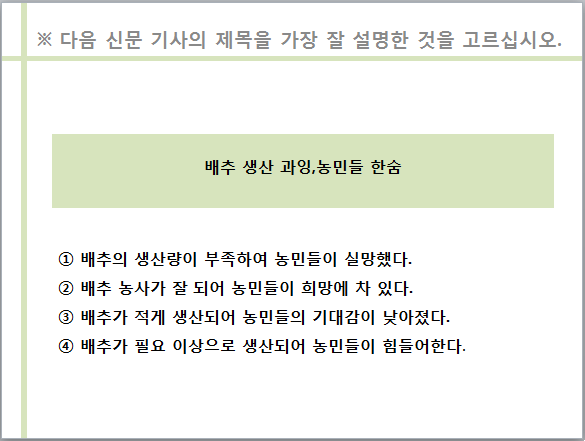 ※ 다음 신문 기사의 제목을 가장 잘 설명한 것을 고르십시오.
배추 생산 과잉,농민들 한숨
① 배추의 생산량이 부족하여 농민들이 실망했다.
② 배추 농사가 잘 되어 농민들이 희망에 차 있다.
③ 배추가 적게 생산되어 농민들의 기대감이 낮아졌다.
④ 배추가 필요 이상으로 생산되어 농민들이 힘들어한다.